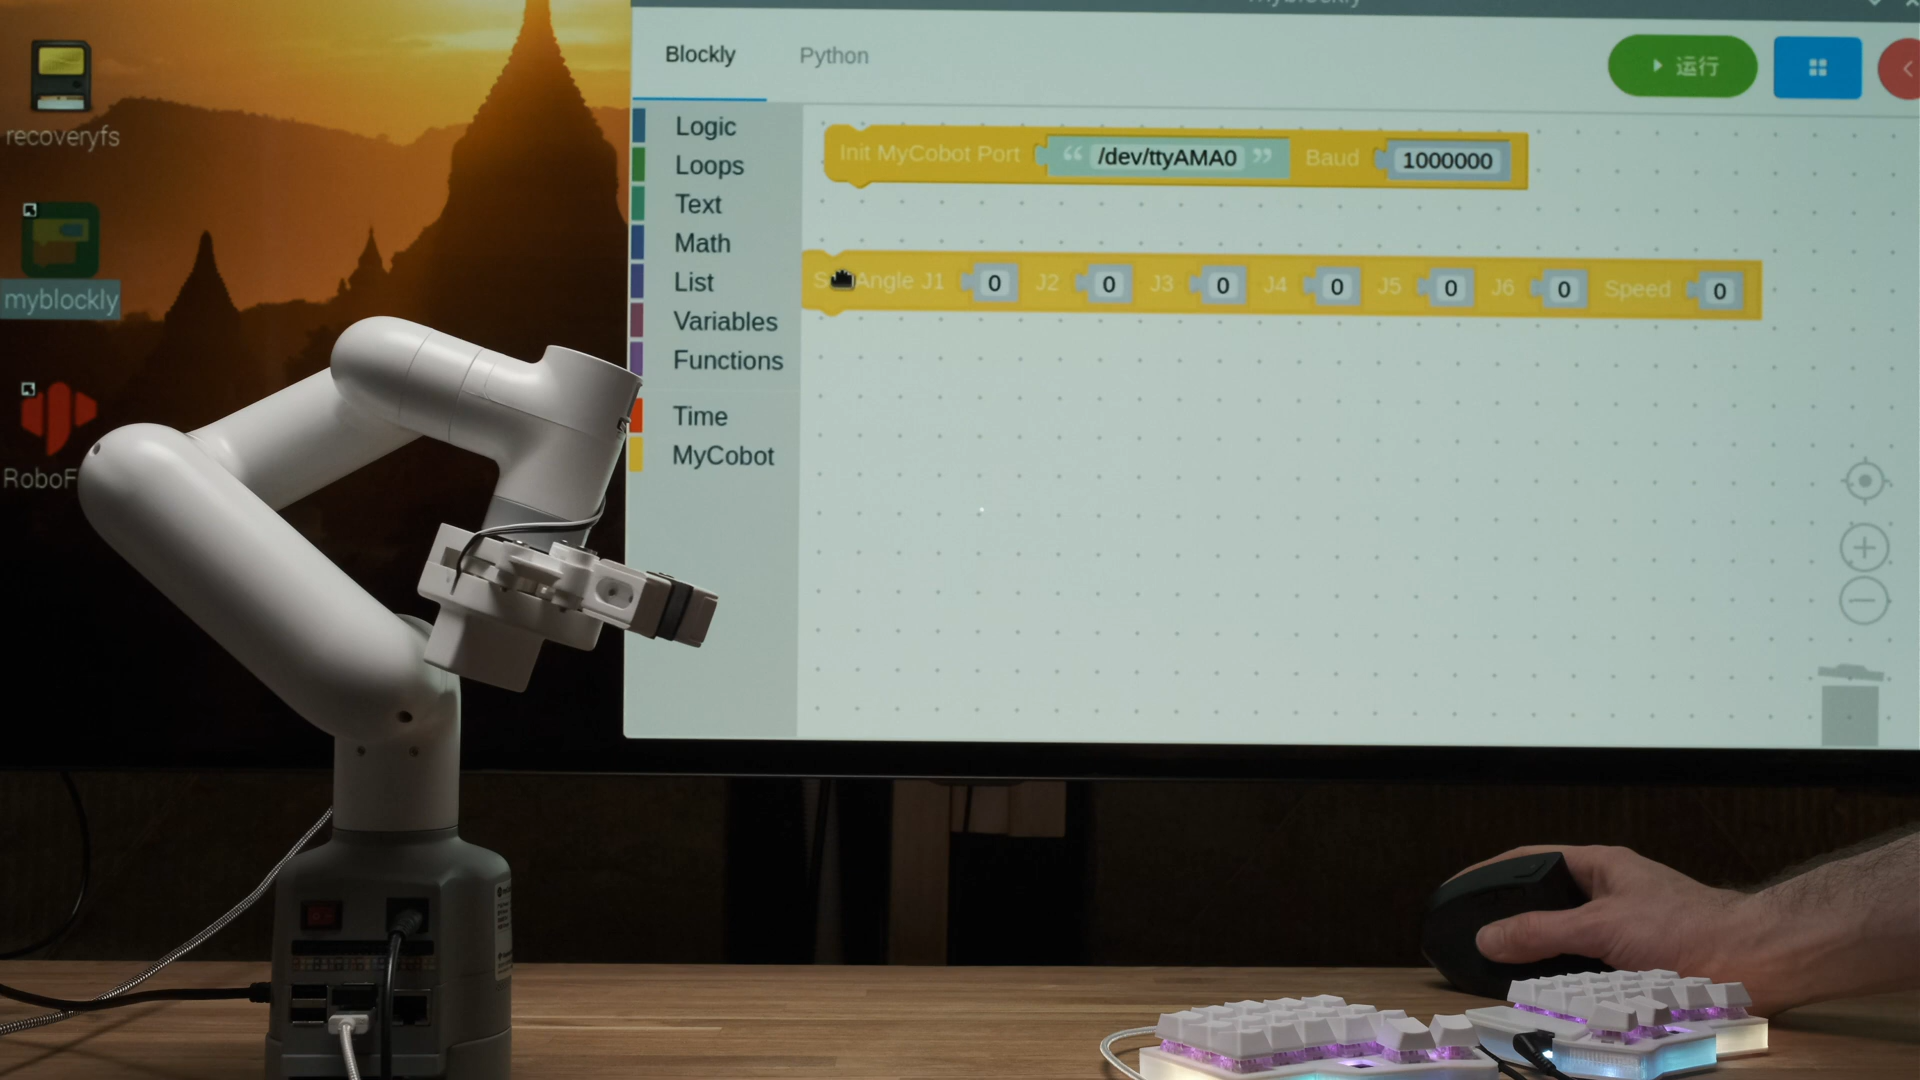 myblockly
Blockly
Python
运行
recoveryfs
myblockly
RoboF
Logic
Loops
Text
Math
List
Variables
Functions
Time
MyCobot
Init MyCobot Port “ /dev/ttyAMA0 ” Baud 1000000
Angle J1 0 J2 0 J3 0 J4 0 J5 0 J6 0 Speed 0